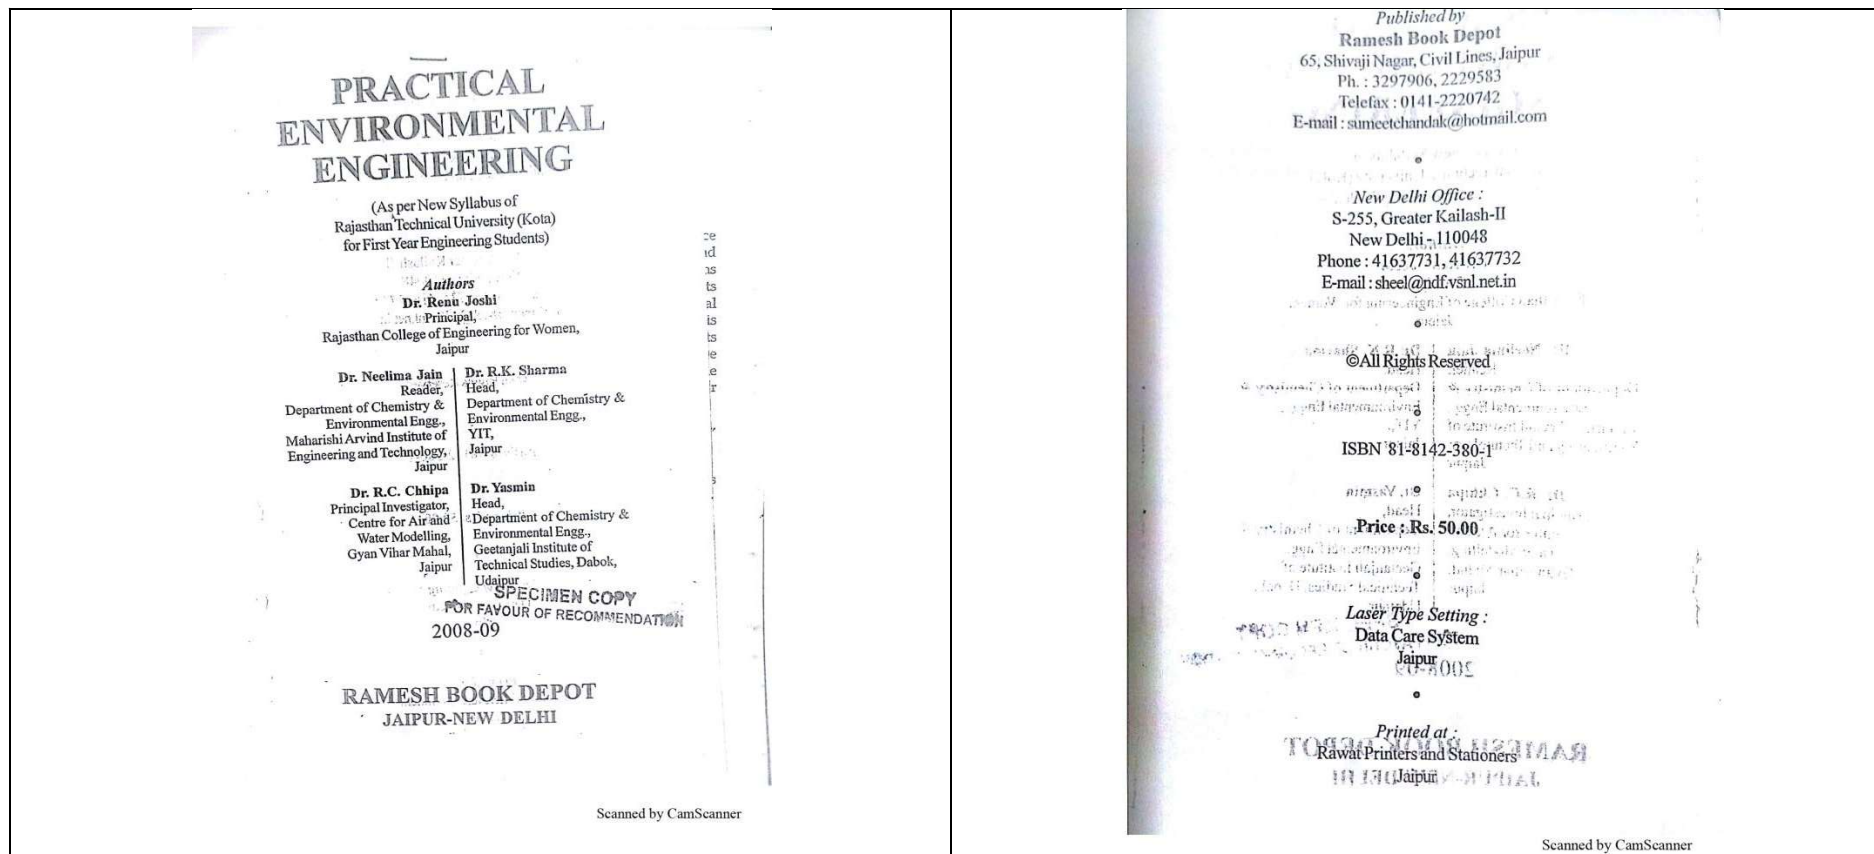 PRACTICAL
ENVIRONMENTAL
ENGINEERING
(As per New Syllabus of
Rajasthan Technical University (Kota)
for First Year Engineering Students)
Authors
Dr. Renu Joshi
Principal,
Rajasthan College of Engineering for Women,
Jaipur
Dr. Neelima Jain
Reader,
Department of Chemistry &
Environmental Engg.,
Maharishi Arvind Institute of
Engineering and Technology,
Jaipur
Dr. R.K. Sharma
Head,
Department of Chemistry &
Environmental Engg.,
YIT,
Jaipur
Dr. R.C. Chhipa
Principal Investigator,
Centre for Air and
Water Modelling,
Gyan Vihar Mahal,
Jaipur
Dr. Yasmin
Head,
Department of Chemistry &
Environmental Engg.,
Geetanjali Institute of
Technical Studies, Dabok,
Udaipur
SPECIMEN COPY
FOR FAVOUR OF RECOMMENDATION
2008-09
RAMESH BOOK DEPOT
JAIPUR-NEW DELHI
Scanned by CamScanner
Published by
Ramesh Book Depot
65, Shivaji Nagar, Civil Lines, Jaipur
Ph. : 3297906, 2229583
Telefax : 0141-2220742
E-mail : sumeetchandak@hotmail.com
New Delhi Office :
S-255, Greater Kailash-II
New Delhi - 110048
Phone : 41637731, 41637732
E-mail : sheel@ndf.vsnl.net.in
©All Rights Reserved
ISBN 81-8142-380-1
Price : Rs. 50.00
Laser Type Setting :
Data Care System
Jaipur
Printed at :
Rawat Printers and Stationers
Jaipur
Scanned by CamScanner